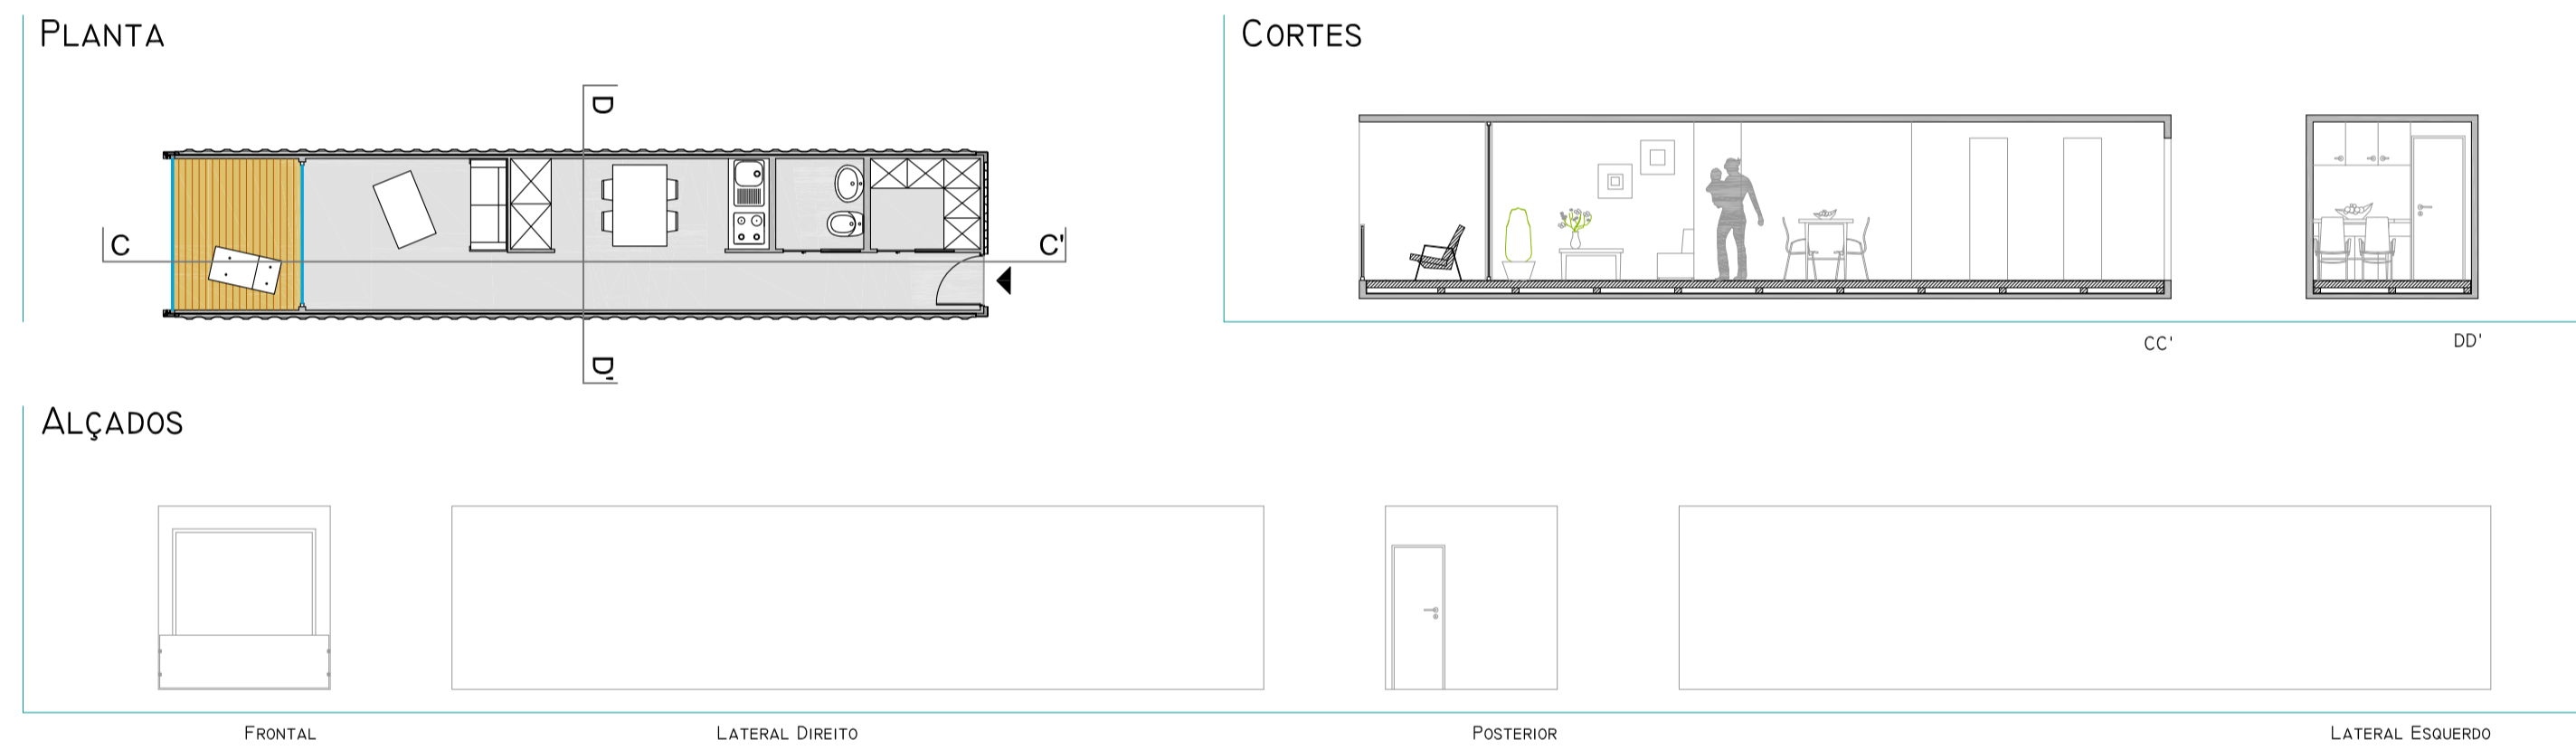 PLANTA
CORTES
D
C
C'
D'
CC'
DD'
ALÇADOS
FRONTAL
LATERAL DIREITO
POSTERIOR
LATERAL ESQUERDO